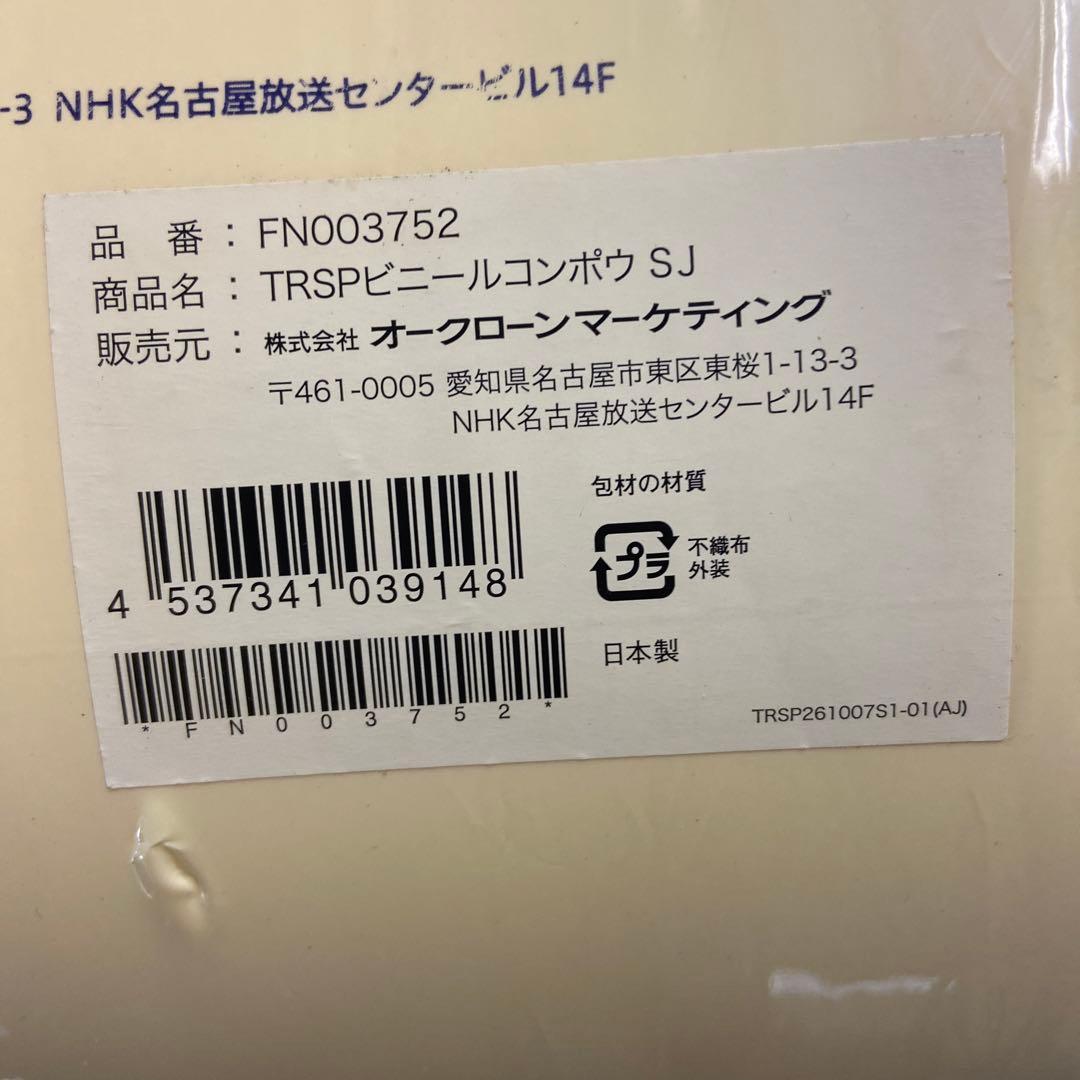 -3 NHK名古屋放送センタービル14F
品 番 : FN003752
商品名 : TRSPビニールコンポウ SJ
販売元 : 株式会社 オークローンマーケティング
〒461-0005 愛知県名古屋市東区東桜1-13-3
NHK名古屋放送センタービル14F
包材の材質
プラ
不織布
外装
4 537341 039148
日本製
*FN003752*
TRSP261007S1-01(AJ)